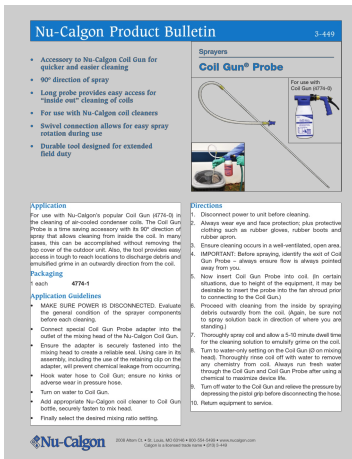 Nu-Calgon Product Bulletin
3-449
• Accessory to Nu-Calgon Coil Gun for
quicker and easier cleaning
• 90º direction of spray
• Long probe provides easy access for
"inside out" cleaning of coils
• For use with Nu-Calgon coil cleaners
• Swivel connection allows for easy spray
rotation during use
• Durable tool designed for extended
field duty
Sprayers
Coil Gun® Probe
For use with
Coil Gun (4774-0)
Application
For use with Nu-Calgon's popular Coil Gun (4774-0) in
the cleaning of air-cooled condenser coils. The Coil Gun
Probe is a time saving accessory with its 90º direction of
spray that allows cleaning from inside the coil. In many
cases, this can be accomplished without removing the
top cover of the outdoor unit. Also, the tool provides easy
access in tough to reach locations to discharge debris and
emulsified grime in an outwardly direction from the coil.
Packaging
1 each 4774-1
Application Guidelines
• MAKE SURE POWER IS DISCONNECTED. Evaluate
the general condition of the sprayer components
before each cleaning.
• Connect special Coil Gun Probe adapter into the
outlet of the mixing head of the Nu-Calgon Coil Gun.
• Ensure the adapter is securely fastened into the
mixing head to create a reliable seal. Using care in its
assembly, including the use of the retaining clip on the
adapter, will prevent chemical leakage from occurring.
• Hook water hose to Coil Gun; ensure no kinks or
adverse wear in pressure hose.
• Turn on water to Coil Gun.
• Add appropriate Nu-Calgon coil cleaner to Coil Gun
bottle, securely fasten to mix head.
• Finally select the desired mixing ratio setting.
Directions
1. Disconnect power to unit before cleaning.
2. Always wear eye and face protection; plus protective
clothing such as rubber gloves, rubber boots and
rubber apron.
3. Ensure cleaning occurs in a well-ventilated, open area.
4. IMPORTANT: Before spraying, identify the exit of Coil
Gun Probe – always ensure flow is always pointed
away from you.
5. Now insert Coil Gun Probe into coil. (In certain
situations, due to height of the equipment, it may be
desirable to insert the probe into the fan shroud prior
to connecting to the Coil Gun.)
6. Proceed with cleaning from the inside by spraying
debris outwardly from the coil. (Again, be sure not
to spray solution back in direction of where you are
standing.)
7. Thoroughly spray coil and allow a 5-10 minute dwell time
for the cleaning solution to emulsify grime on the coil.
8. Turn to water-only setting on the Coil Gun (Ø on mixing
head). Thoroughly rinse coil off with water to remove
any chemistry from coil. Always run fresh water
through the Coil Gun and Coil Gun Probe after using a
chemical to maximize device life.
9. Turn off water to the Coil Gun and relieve the pressure by
depressing the pistol grip before disconnecting the hose.
10. Return equipment to service.
Nu-Calgon
2008 Altom Ct. • St. Louis, MO 63146 • 800-554-5499 • www.nucalgon.com
Calgon is a licensed trade name